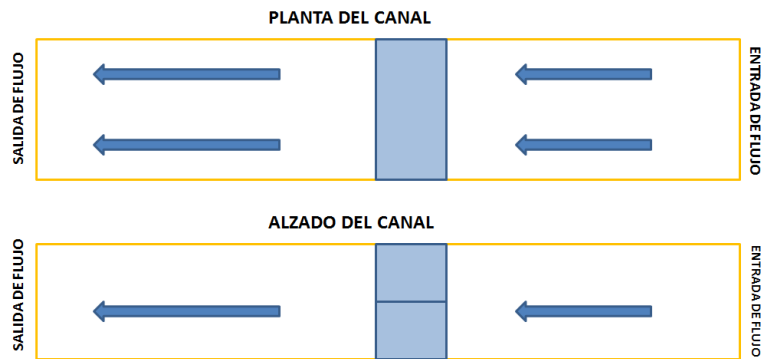 PLANTA DEL CANAL
SALIDA DE FLUJO
ENTRADA DE FLUJO
ALZADO DEL CANAL
SALIDA DE FLUJO
ENTRADA DE FLUJO